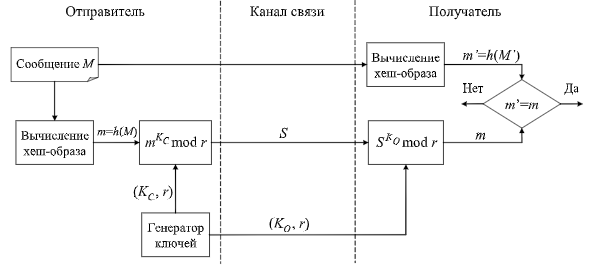 Отправитель
Канал связи
Получатель
Сообщение M
Вычисление
хеш-образа
m'=h(M')
Нет
Да
m'=m
Вычисление
хеш-образа
m=h(M)
m^{K_C} mod r
S
S^{K_O} mod r
m
(K_C, r)
Генератор
ключей
(K_O, r)